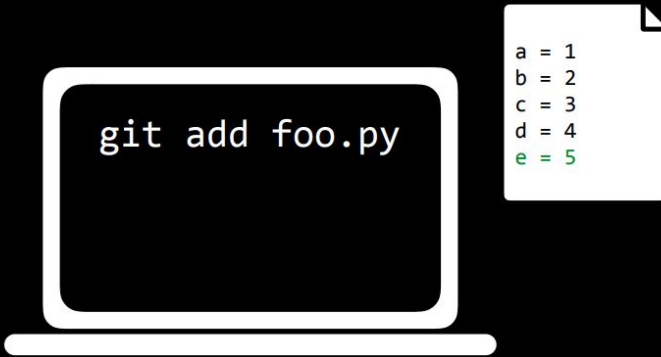 git add foo.py
a = 1
b = 2
c = 3
d = 4
e = 5